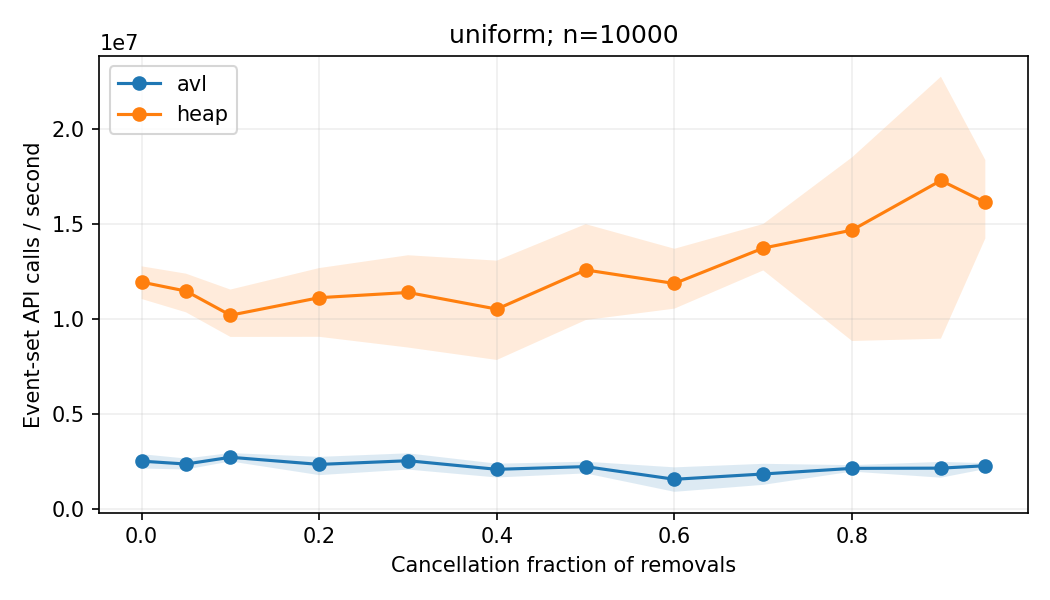 uniform; n=10000
1e7
avl
heap
2.0
1.5
1.0
0.5
0.0
Event-set API calls / second
0.0 0.2 0.4 0.6 0.8
Cancellation fraction of removals